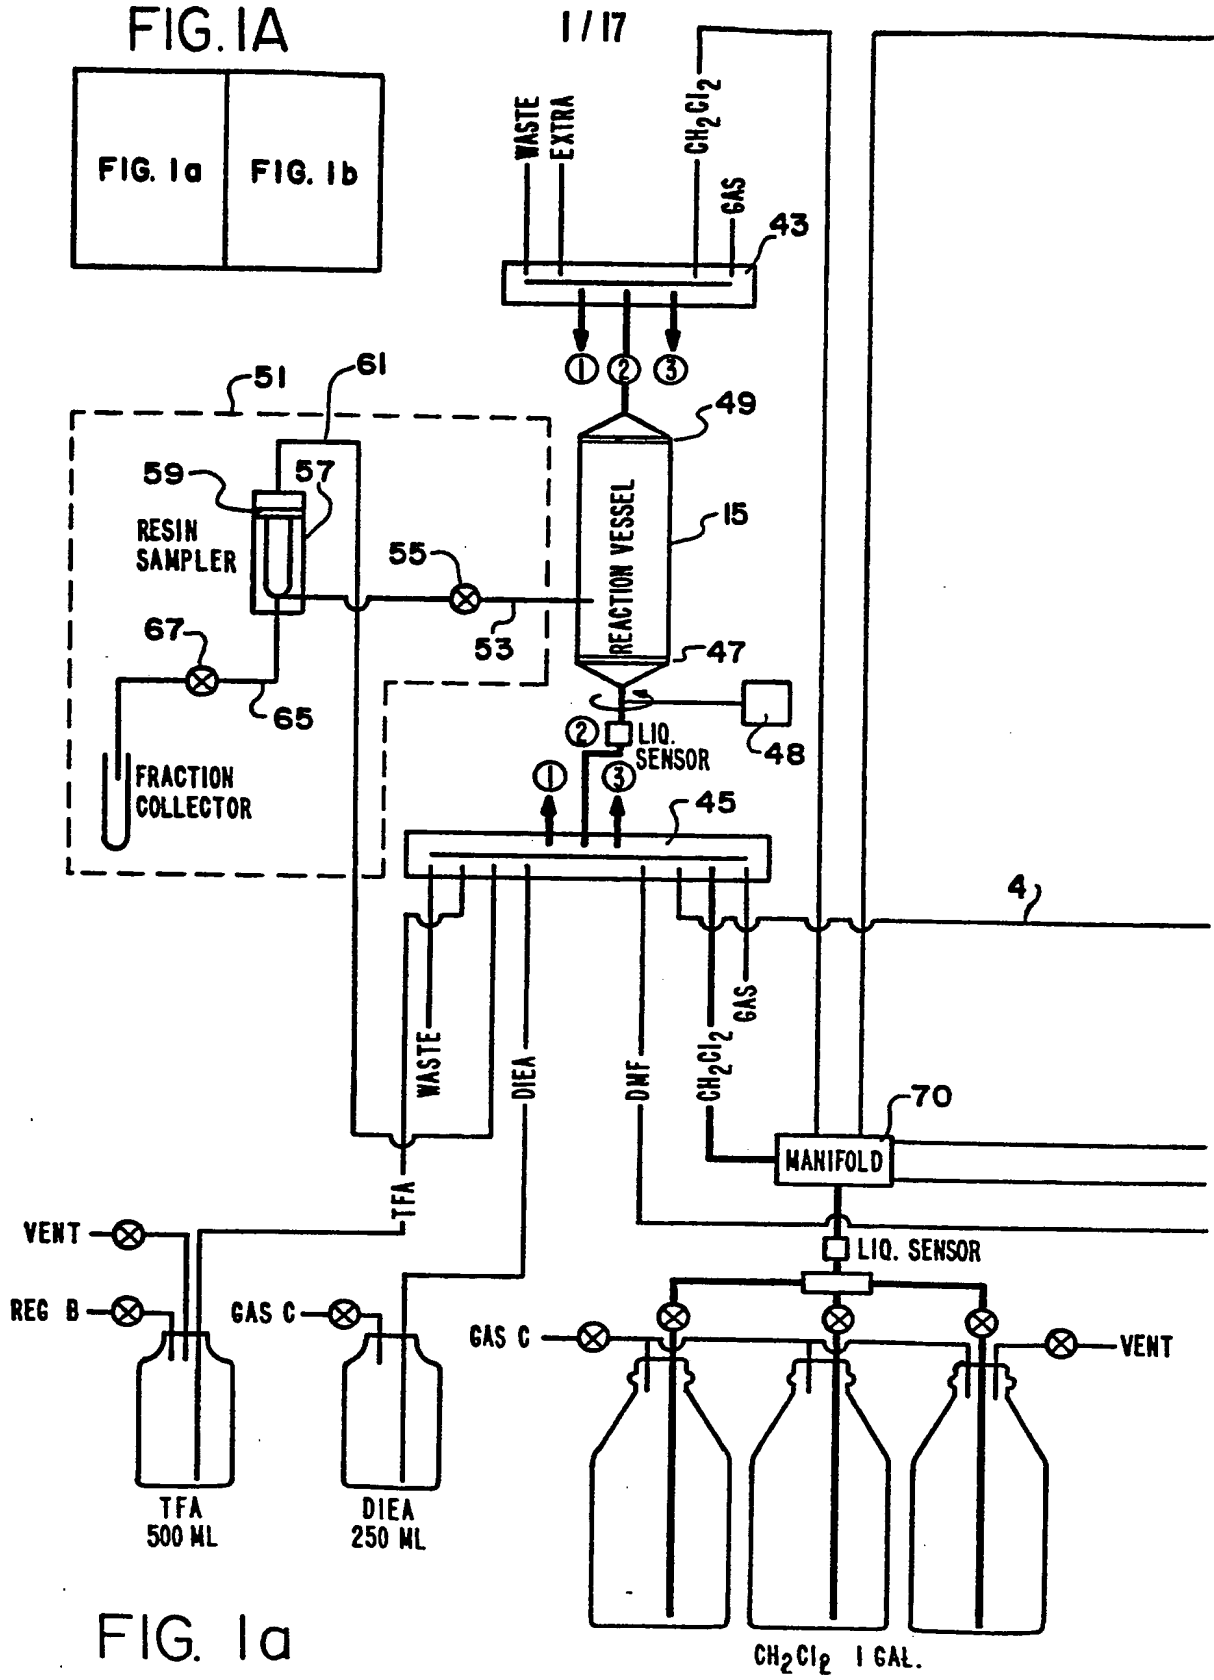 FIG. 1A
1/17
FIG. 1a
FIG. 1b
WASTE
EXTRA
CH2Cl2
GAS
43
1
2
3
61
51
49
59
57
RESIN
SAMPLER
15
REACTION VESSEL
55
53
67
65
47
48
2
LIQ.
SENSOR
1
3
FRACTION
COLLECTOR
45
4
WASTE
DIEA
DMF
CH2Cl2
GAS
70
MANIFOLD
TFA
VENT
LIQ. SENSOR
REG B
GAS C
GAS C
VENT
TFA
500 ML
DIEA
250 ML
FIG. 1a
CH2Cl2 1 GAL.